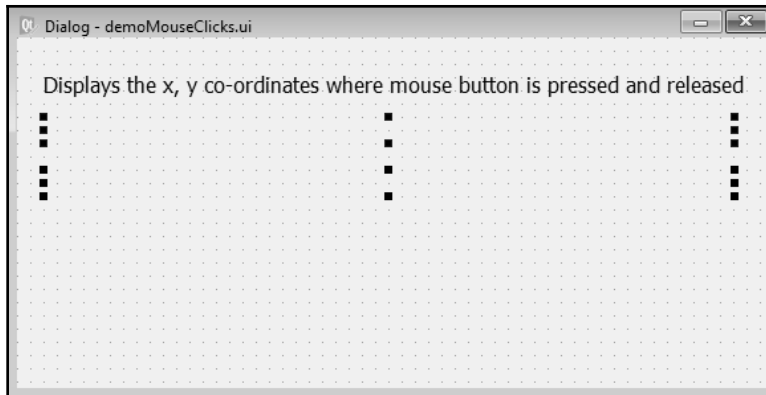 Dialog - demoMouseClicks.ui
Displays the x, y co-ordinates where mouse button is pressed and released